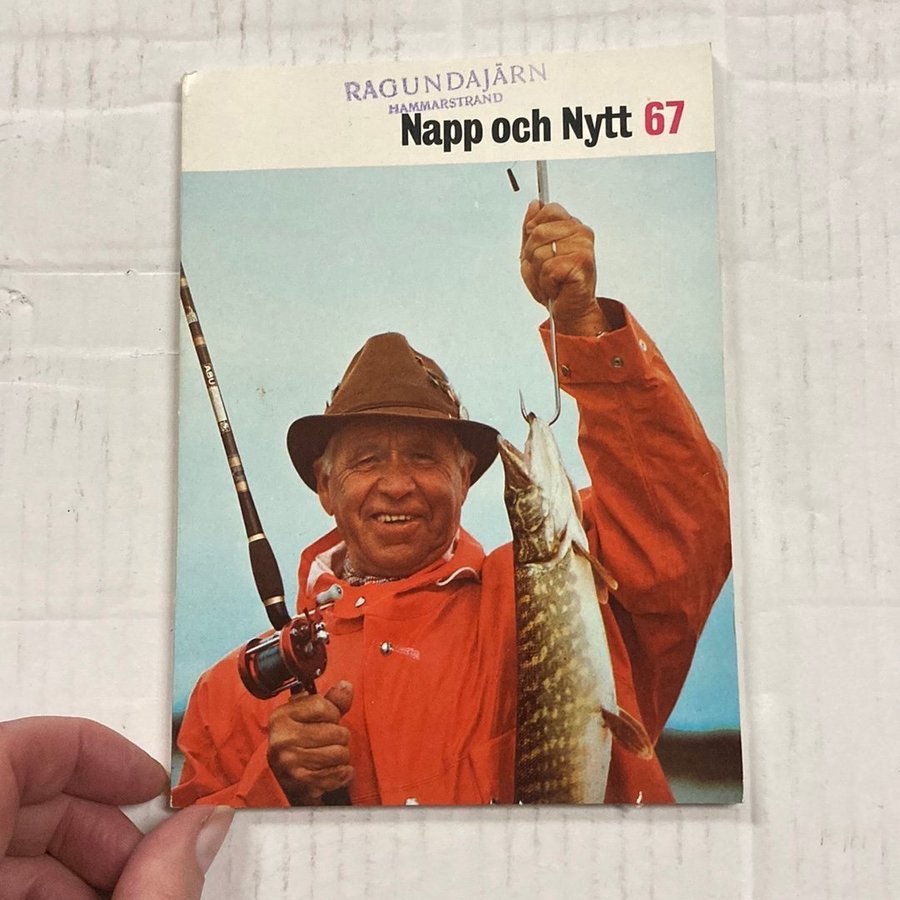 RAGUNDAJÄRN
HAMMARSTRAND
Napp och Nytt 67
ABU